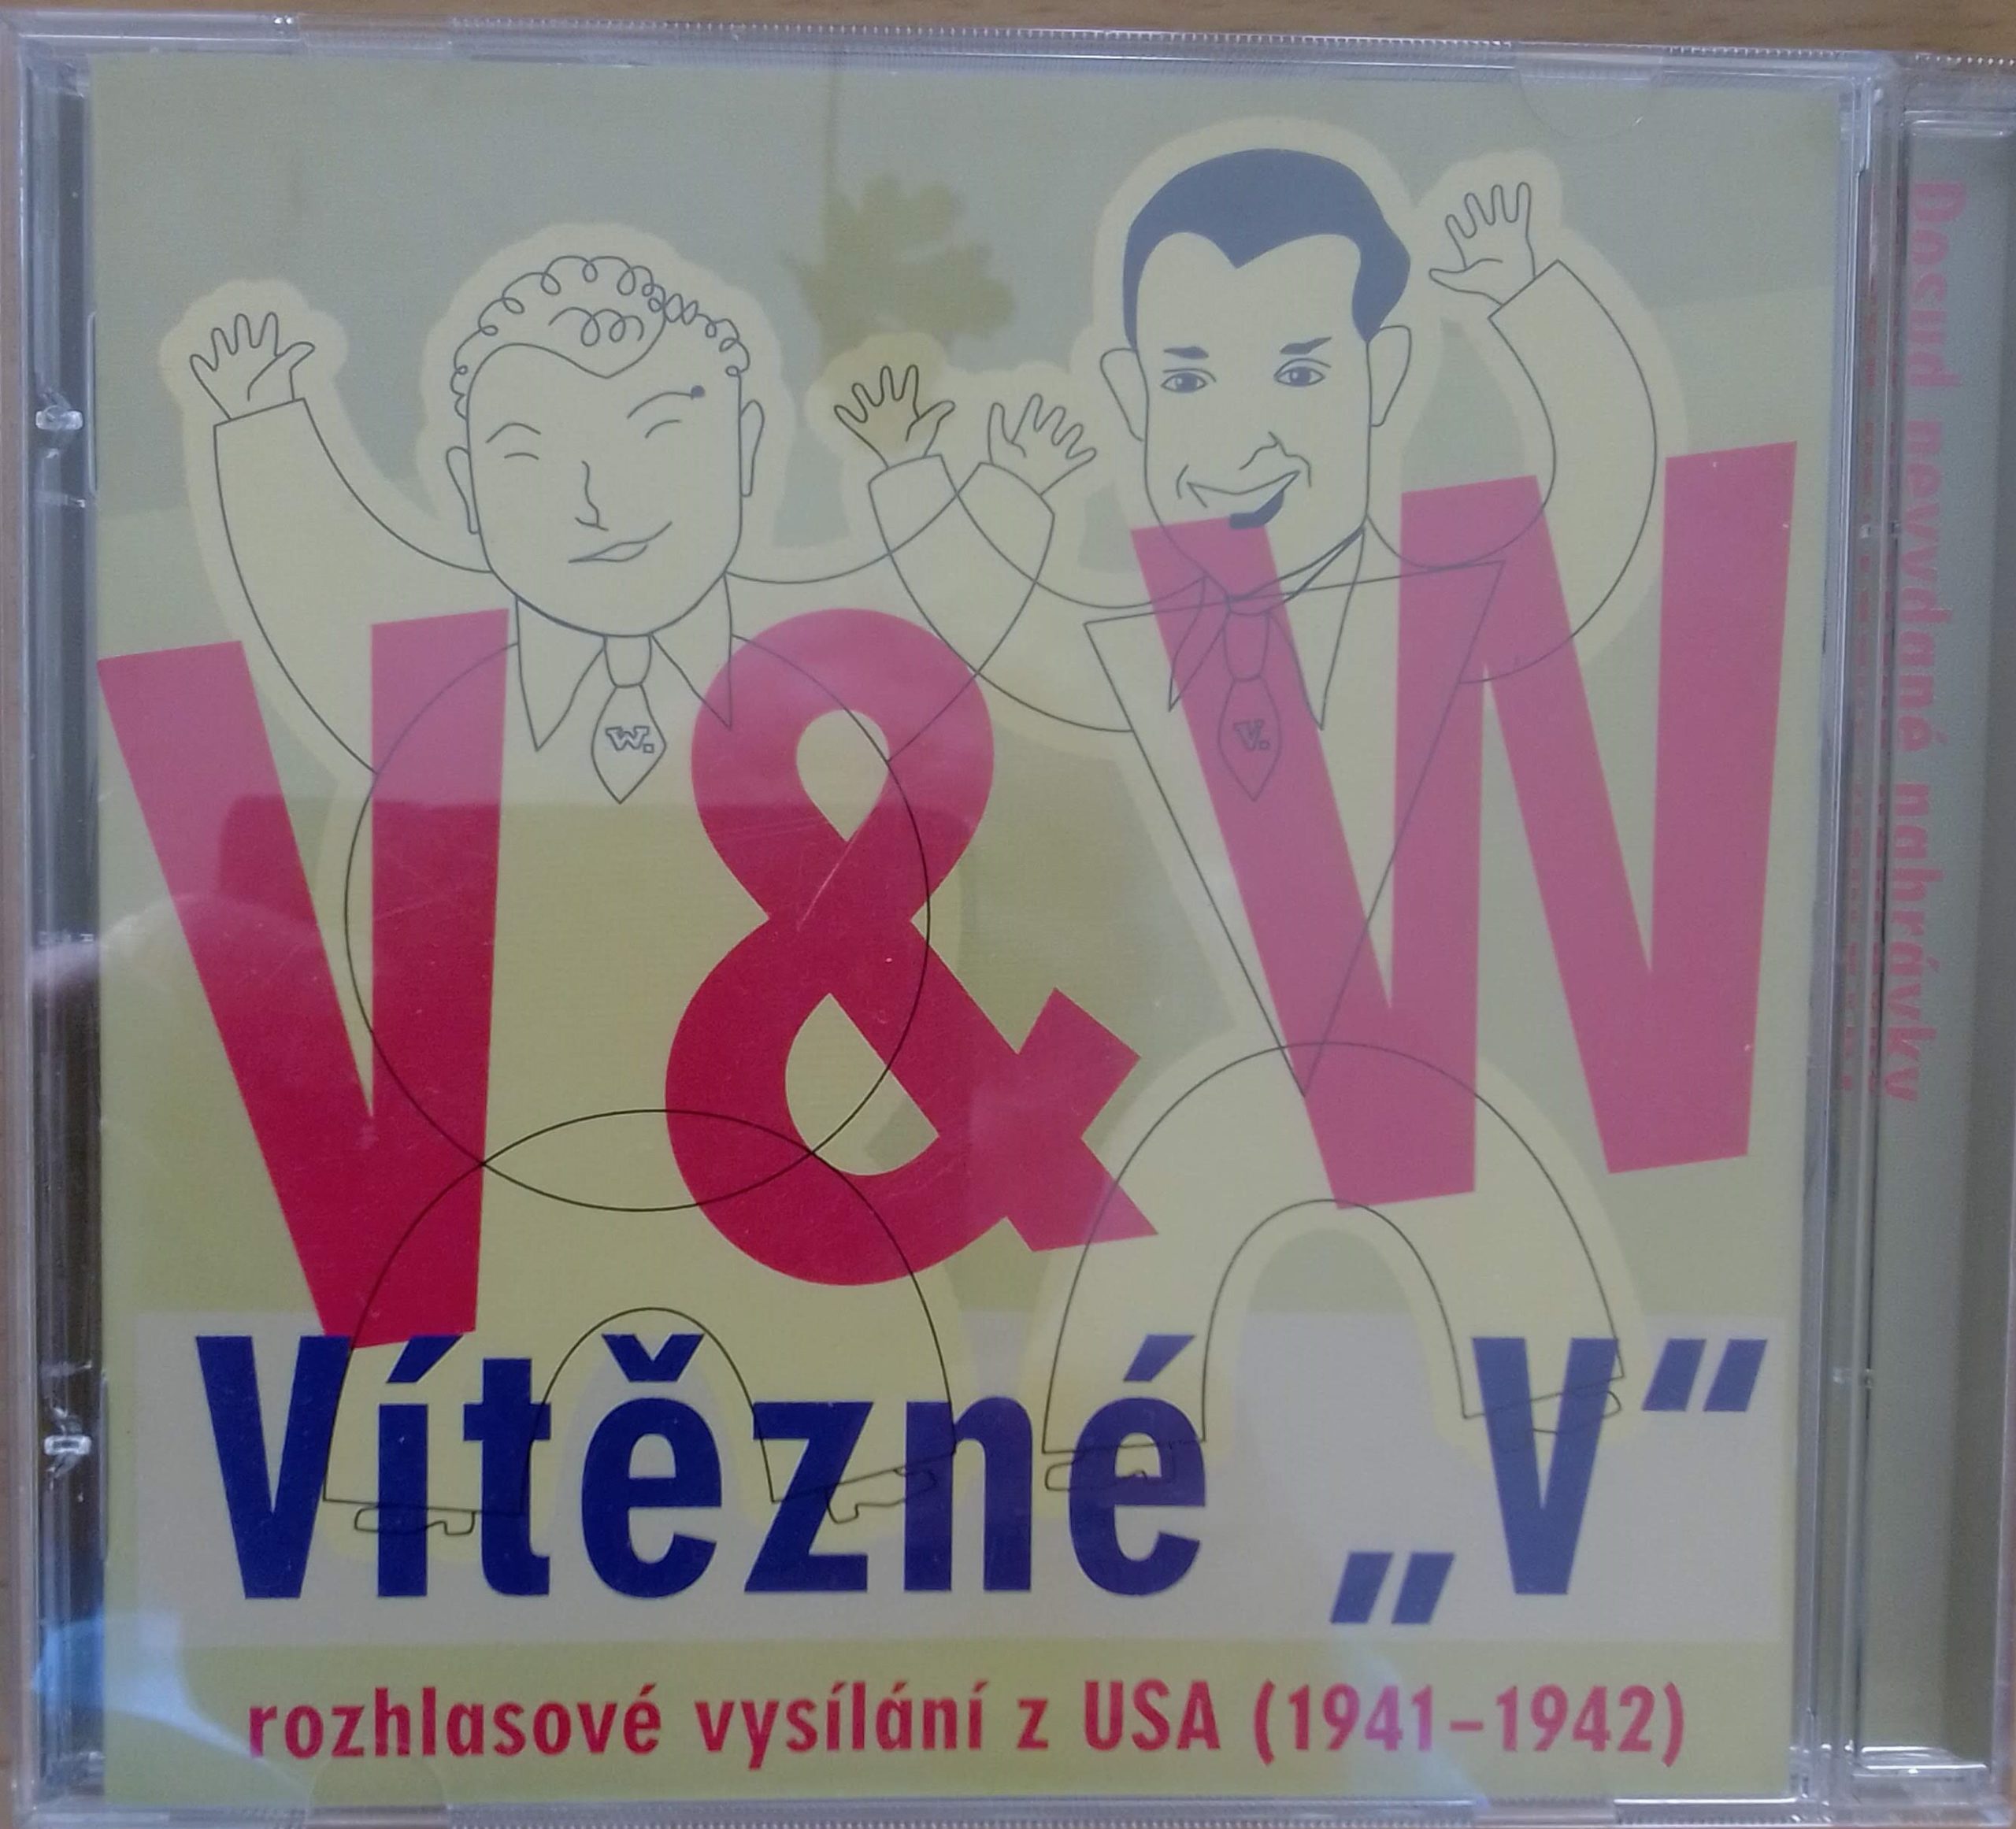 W.
V.
V & W
Vítězné „V“
rozhlasové vysílání z USA (1941–1942)
Dosud nevydané nahrávky